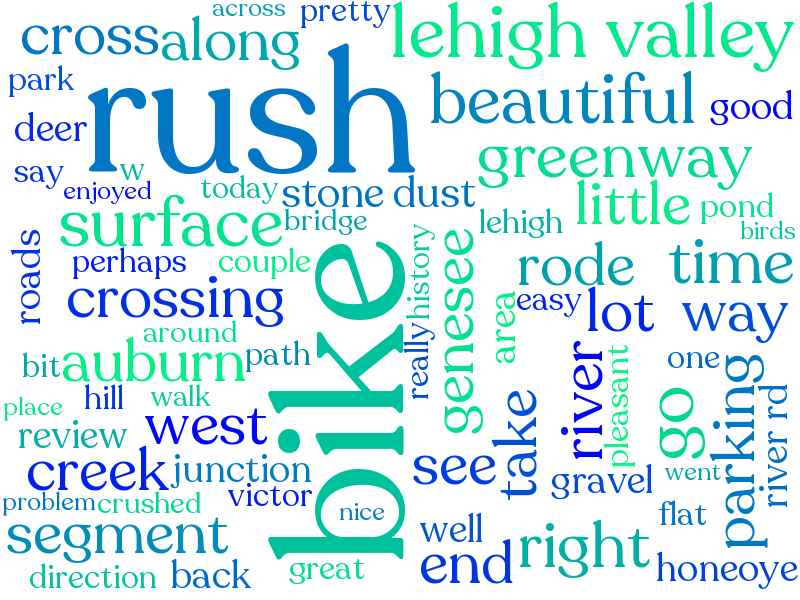 across
pretty
cross
along
lehigh valley
park
rush
beautiful
good
deer
say
w
greenway
enjoyed
today
stone dust
little
pond
surface
bridge
lehigh
birds
roads
perhaps
couple
bike
history
genesee
rode
time
crossing
area
easy
lot
way
around
bit
auburn
path
really
river
pleasant
one
hill
walk
place
west
take
go
parking
river rd
review
creek
junction
see
gravel
went
problem
crushed
victor
nice
flat
segment
well
right
direction
back
great
end
honeoye